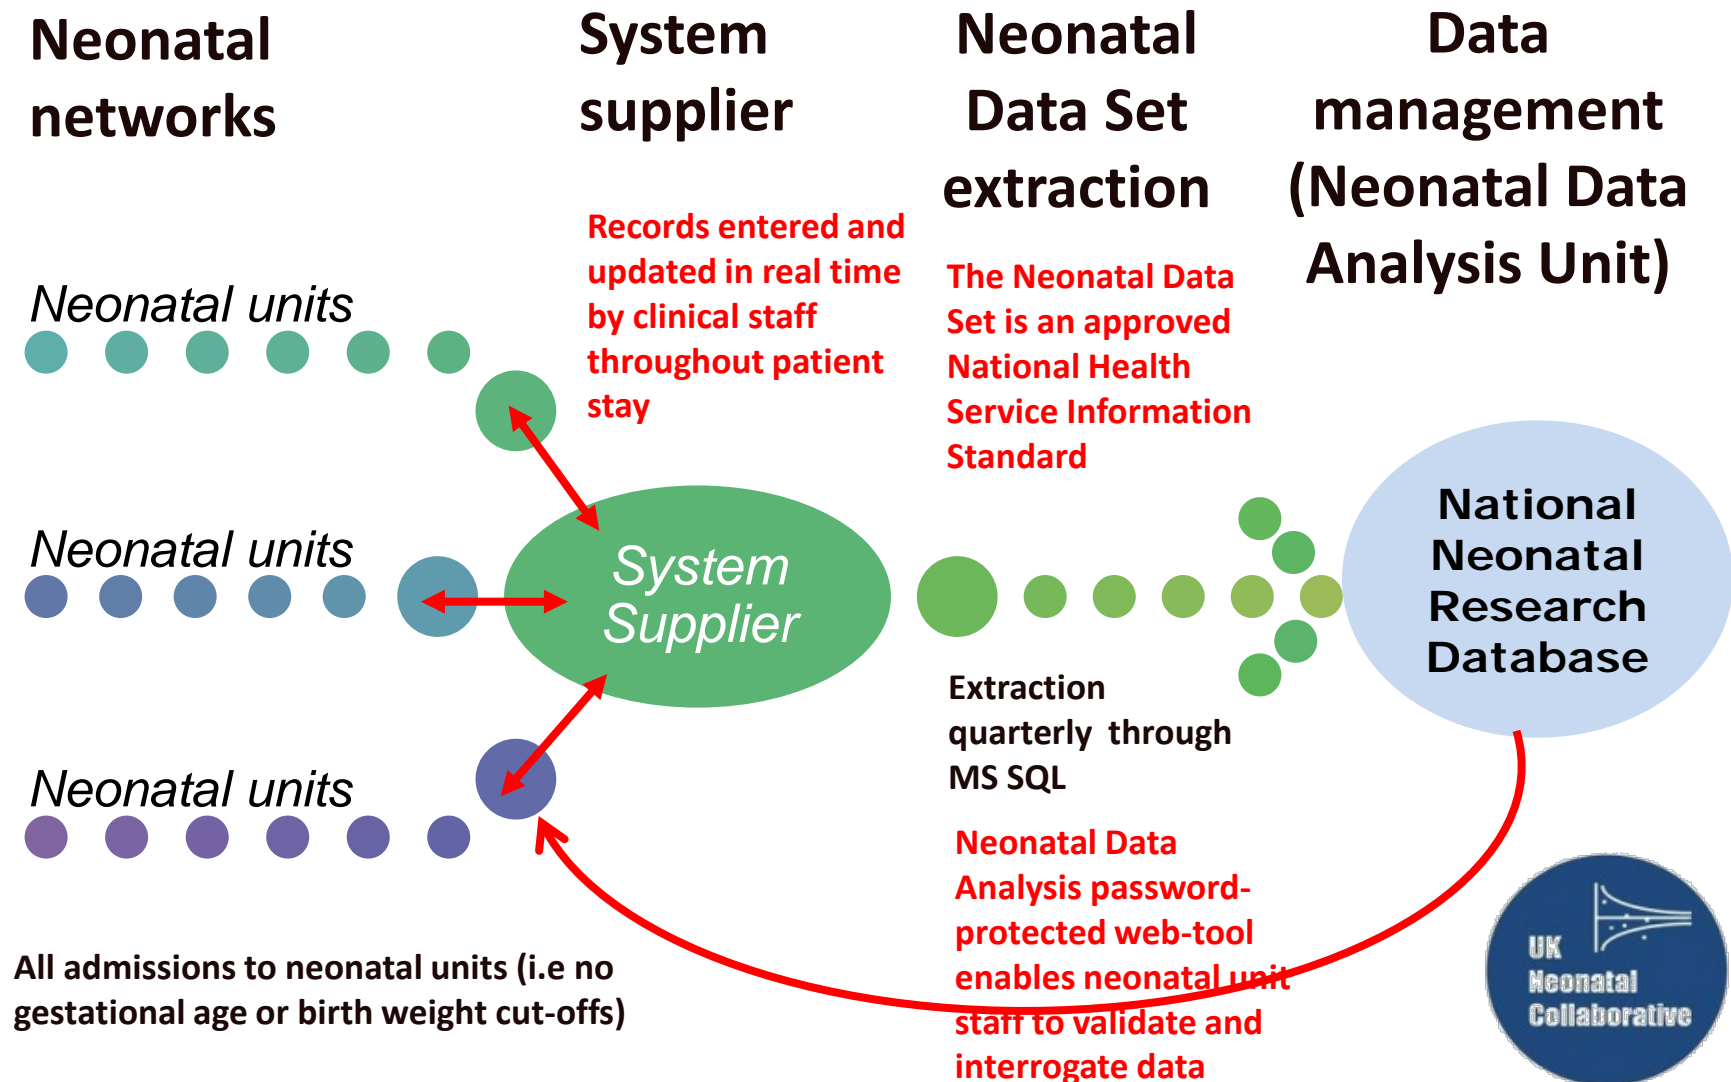 Neonatal
networks
System
supplier
Neonatal
Data Set
extraction
Data
management
(Neonatal Data
Analysis Unit)
Records entered and
updated in real time
by clinical staff
throughout patient
stay
The Neonatal Data
Set is an approved
National Health
Service Information
Standard
Neonatal units
Neonatal units
Neonatal units
System
Supplier
National
Neonatal
Research
Database
Extraction
quarterly through
MS SQL
Neonatal Data
Analysis password-
protected web-tool
enables neonatal unit
staff to validate and
interrogate data
All admissions to neonatal units (i.e no
gestational age or birth weight cut-offs)
UK
Neonatal
Collaborative